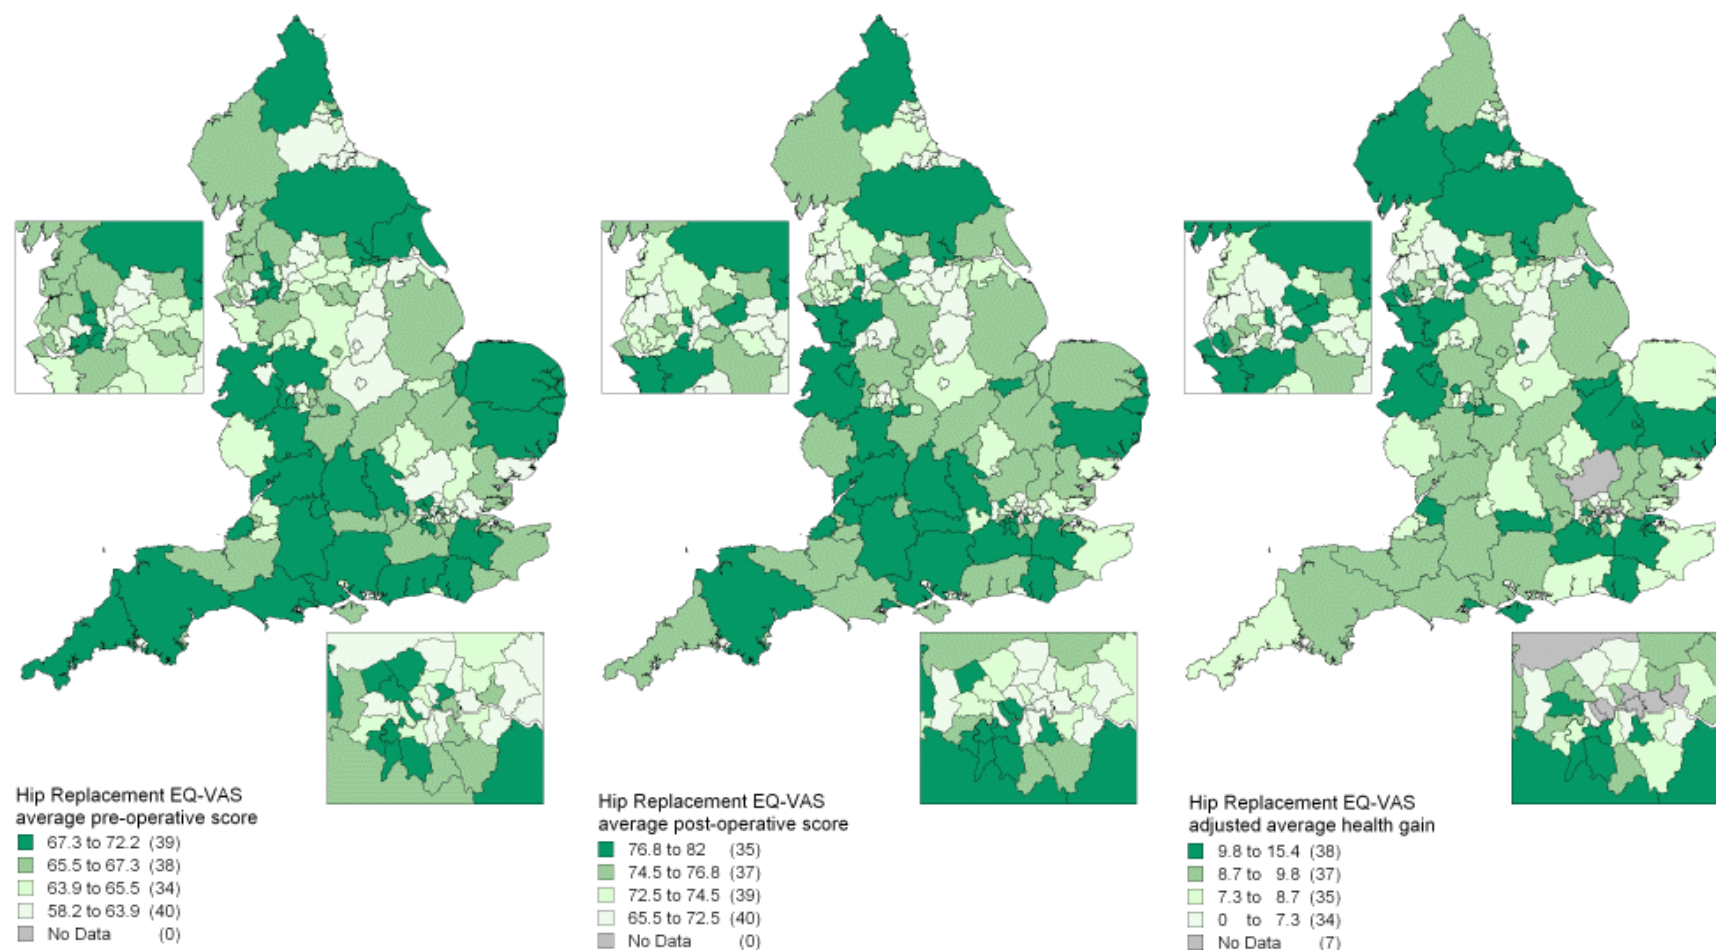 Hip Replacement EQ-VAS
average pre-operative score
67.3 to 72.2 (39)
65.5 to 67.3 (38)
63.9 to 65.5 (34)
58.2 to 63.9 (40)
No Data (0)
Hip Replacement EQ-VAS
average post-operative score
76.8 to 82 (35)
74.5 to 76.8 (37)
72.5 to 74.5 (39)
65.5 to 72.5 (40)
No Data (0)
Hip Replacement EQ-VAS
adjusted average health gain
9.8 to 15.4 (38)
8.7 to 9.8 (37)
7.3 to 8.7 (35)
0 to 7.3 (34)
No Data (7)